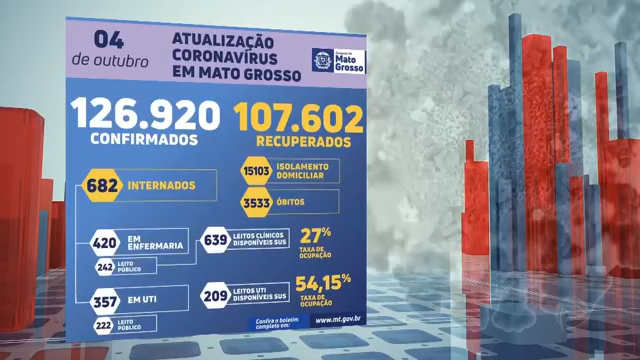 04
de outubro
ATUALIZAÇÃO
CORONAVÍRUS
EM MATO GROSSO
Mato
Grosso
126.920
CONFIRMADOS
107.602
RECUPERADOS
682 INTERNADOS
15103 ISOLAMENTO
DOMICILIAR
3533 ÓBITOS
420 EM
ENFERMARIA
242 LEITO
PÚBLICO
639 LEITOS CLÍNICOS
DISPONÍVEIS SUS
27%
TAXA DE
OCUPAÇÃO
357 EM UTI
222 LEITO
PÚBLICO
209 LEITOS UTI
DISPONÍVEIS SUS
54,15%
TAXA DE
OCUPAÇÃO
Confira o boletim
completo em:
www.mt.gov.br